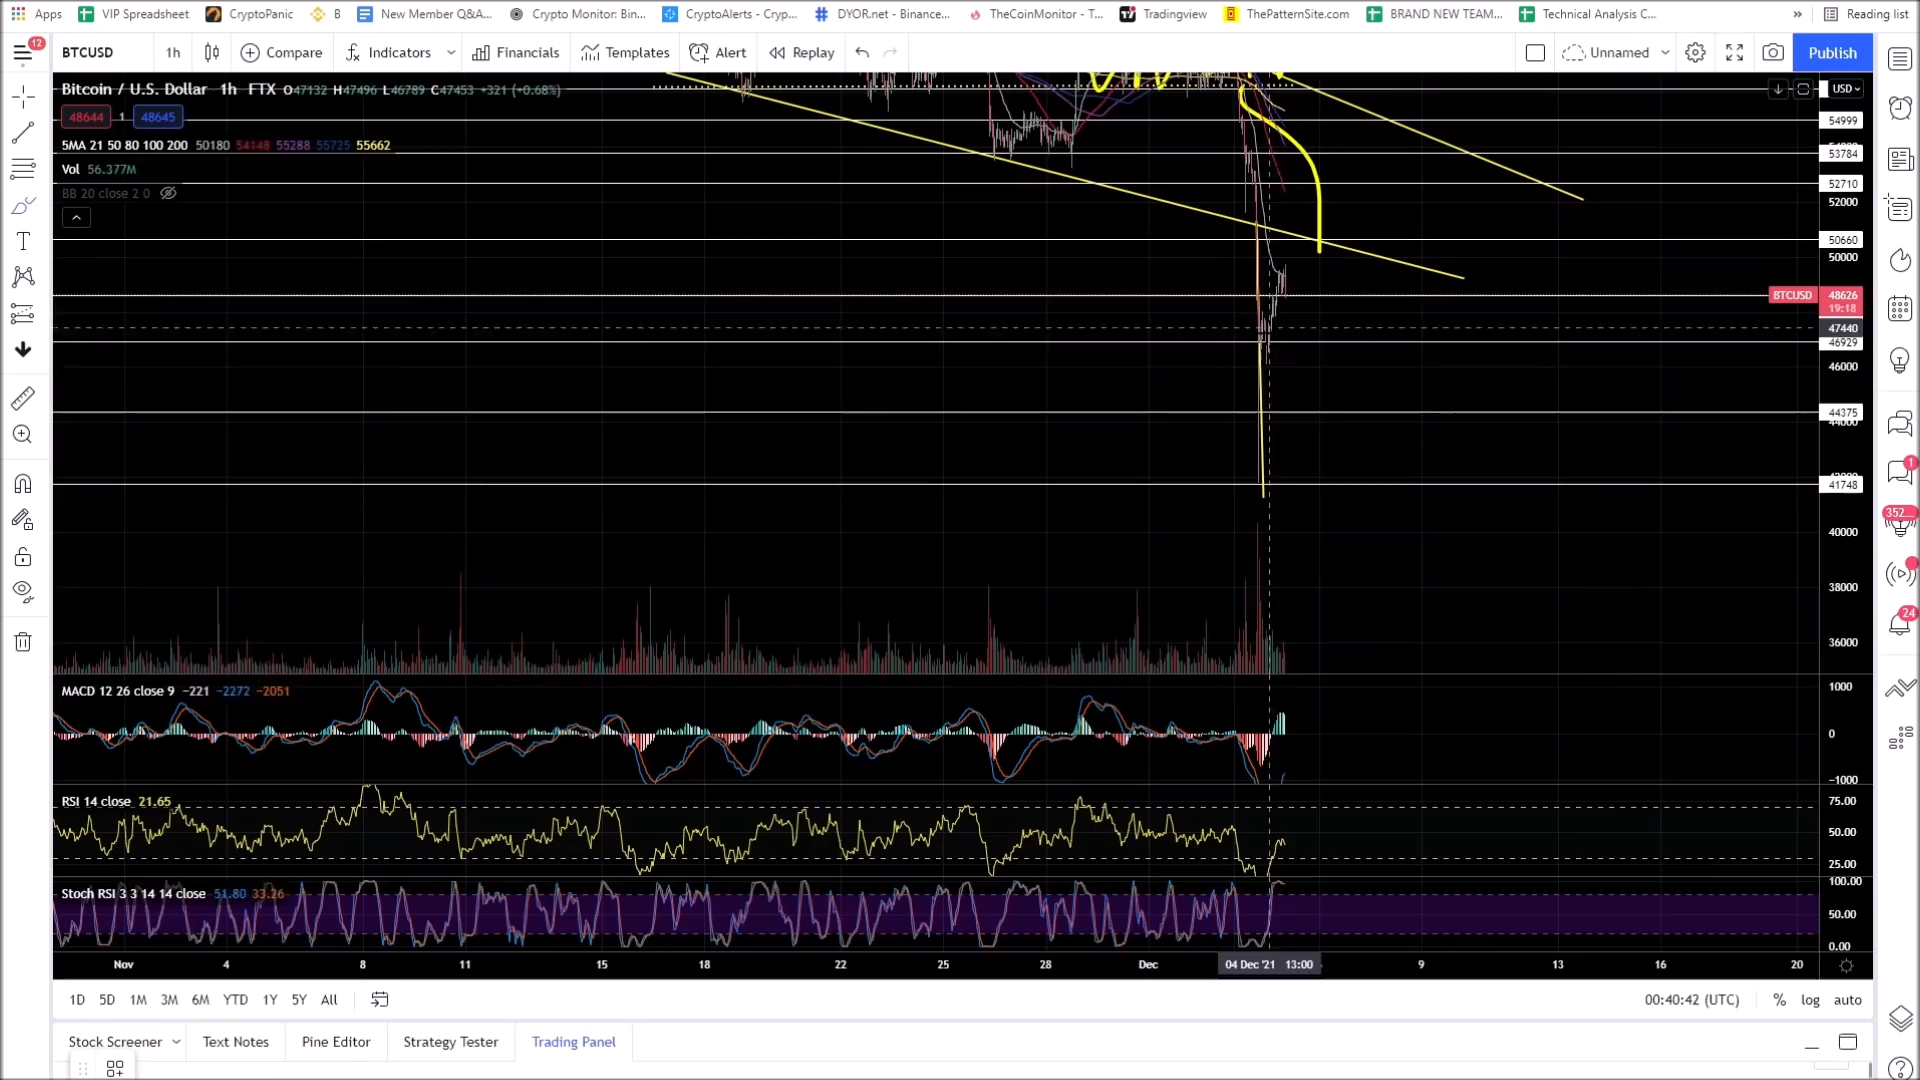 Apps VIP Spreadsheet CryptoPanic B New Member Q&A... Crypto Monitor: Bin... CryptoAlerts - Cryp... DYOR.net - Binance... TheCoinMonitor - T... Tradingview ThePatternSite.com BRAND NEW TEAM... Technical Analysis C... » Reading list
12 BTCUSD 1h Compare Indicators Financials Templates Alert Replay Unnamed Publish
Bitcoin / U.S. Dollar 1h FTX O47132 H47496 L46789 C47453 +321 (+0.68%) USD
48644 1 48645
54999
5MA 21 50 80 100 200 50180 54148 55288 55725 55662
53784
Vol 56.377M
52710
BB 20 close 2 0
52000
50660
50000
BTCUSD 48626
19:18
47440
46929
46000
44375
44000
1
41748
352...
40000
38000
24
36000
MACD 12 26 close 9 −221 −2272 −2051
1000
0
−1000
RSI 14 close 21.65
75.00
50.00
25.00
Stoch RSI 3 3 14 14 close 51.80 33.26
100.00
50.00
0.00
Nov 4 8 11 15 18 22 25 28 Dec 04 Dec '21 13:00 9 13 16 20
1D 5D 1M 3M 6M YTD 1Y 5Y All 00:40:42 (UTC) % log auto
Stock Screener Text Notes Pine Editor Strategy Tester Trading Panel